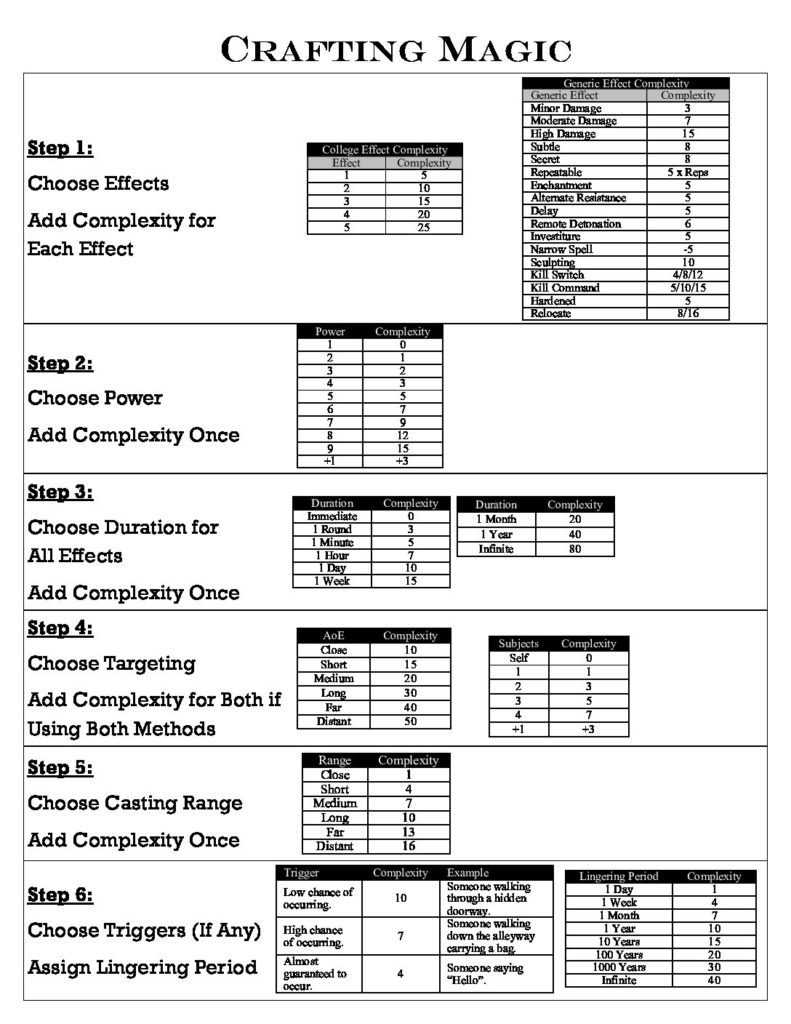 CRAFTING MAGIC
Step 1:
Choose Effects
Add Complexity for
Each Effect
College Effect Complexity
Effect Complexity
1 5
2 10
3 15
4 20
5 25
Generic Effect Complexity
Generic Effect Complexity
Minor Damage 3
Moderate Damage 7
High Damage 15
Subtle 8
Secret 8
Repeatable 5 x Reps
Enchantment 5
Alternate Resistance 5
Delay 5
Remote Detonation 6
Investiture 5
Narrow Spell -5
Sculpting 10
Kill Switch 4/8/12
Kill Command 5/10/15
Hardened 5
Relocate 8/16
Step 2:
Choose Power
Add Complexity Once
Power Complexity
1 0
2 1
3 2
4 3
5 5
6 7
7 9
8 12
9 15
+1 +3
Step 3:
Choose Duration for
All Effects
Add Complexity Once
Duration Complexity
Immediate 0
1 Round 3
1 Minute 5
1 Hour 7
1 Day 10
1 Week 15
Duration Complexity
1 Month 20
1 Year 40
Infinite 80
Step 4:
Choose Targeting
Add Complexity for Both if
Using Both Methods
AoE Complexity
Close 10
Short 15
Medium 20
Long 30
Far 40
Distant 50
Subjects Complexity
Self 0
1 1
2 3
3 5
4 7
+1 +3
Step 5:
Choose Casting Range
Add Complexity Once
Range Complexity
Close 1
Short 4
Medium 7
Long 10
Far 13
Distant 16
Step 6:
Choose Triggers (If Any)
Assign Lingering Period
Trigger Complexity Example
Low chance of
occurring.
10
Someone walking
through a hidden
doorway.
High chance
of occurring.
7
Someone walking
down the alleyway
carrying a bag.
Almost
guaranteed to
occur.
4
Someone saying
"Hello".
Lingering Period Complexity
1 Day 1
1 Week 4
1 Month 7
1 Year 10
10 Years 15
100 Years 20
1000 Years 30
Infinite 40